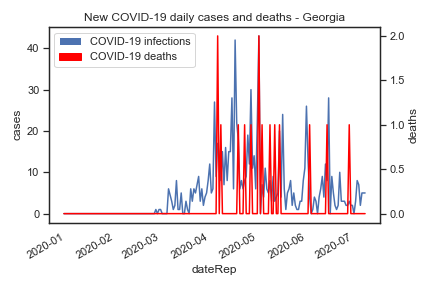 New COVID-19 daily cases and deaths - Georgia
COVID-19 infections
COVID-19 deaths
cases
40
30
20
10
0
deaths
2.0
1.5
1.0
0.5
0.0
2020-01
2020-02
2020-03
2020-04
2020-05
2020-06
2020-07
dateRep